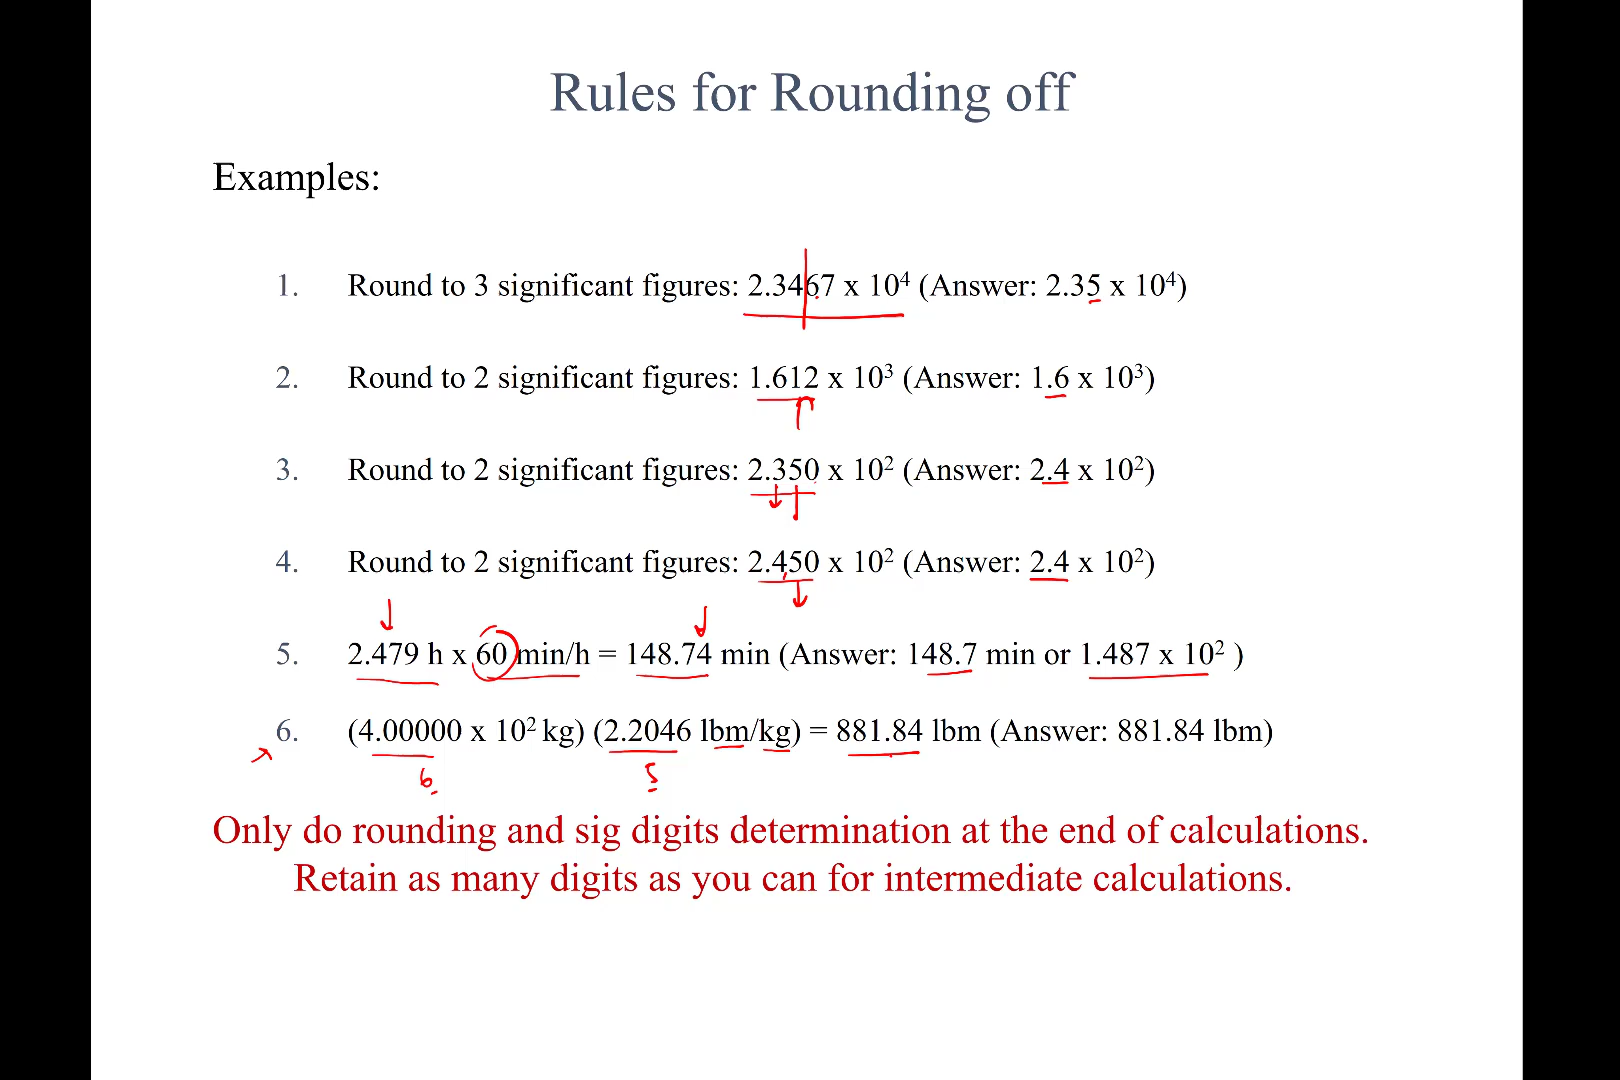 Rules for Rounding off
Examples:
1. Round to 3 significant figures: 2.3467 x 10⁴ (Answer: 2.35 x 10⁴)
2. Round to 2 significant figures: 1.612 x 10³ (Answer: 1.6 x 10³)
3. Round to 2 significant figures: 2.350 x 10² (Answer: 2.4 x 10²)
4. Round to 2 significant figures: 2.450 x 10² (Answer: 2.4 x 10²)
5. 2.479 h x 60 min/h = 148.74 min (Answer: 148.7 min or 1.487 x 10² )
6. (4.00000 x 10² kg) (2.2046 lbm/kg) = 881.84 lbm (Answer: 881.84 lbm)
6 5
Only do rounding and sig digits determination at the end of calculations.
Retain as many digits as you can for intermediate calculations.